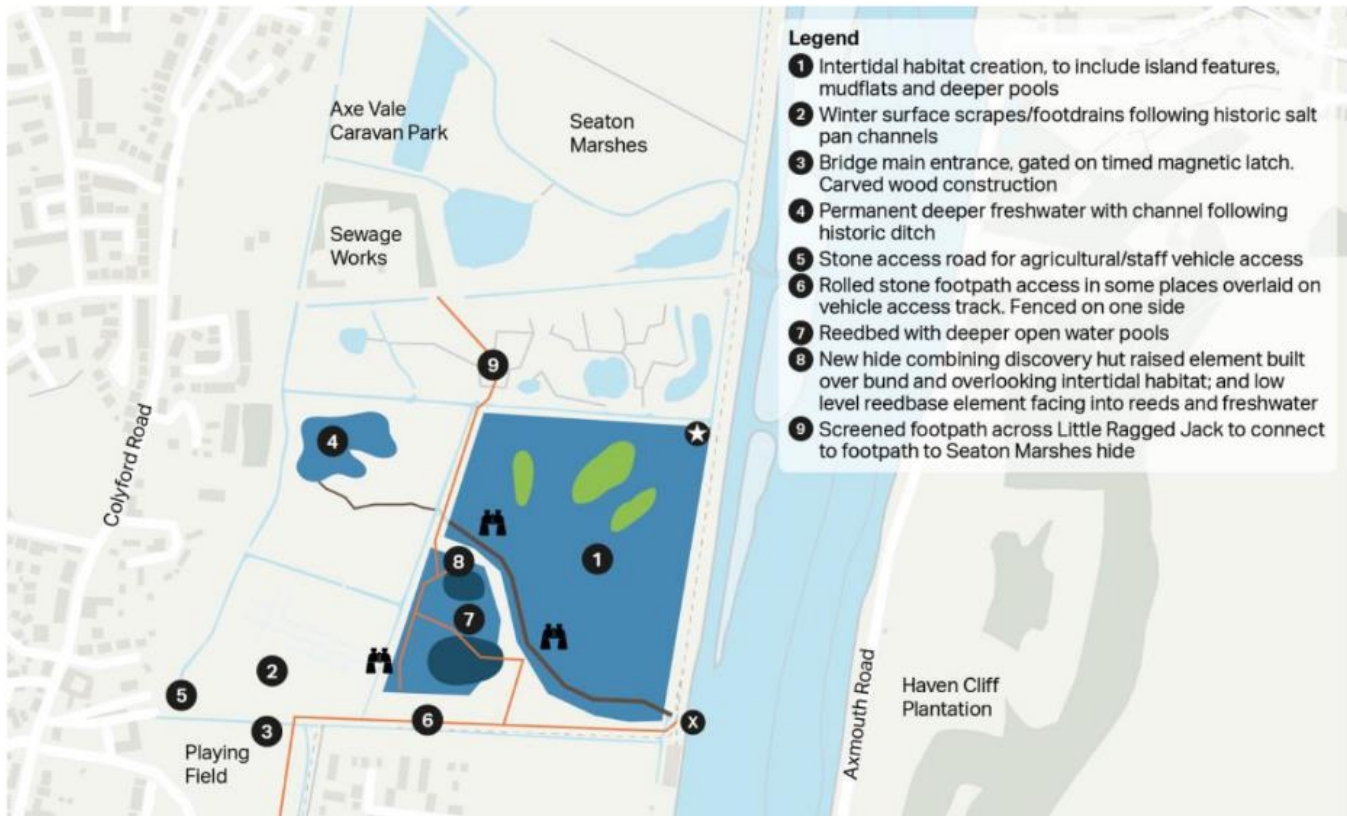 Legend
1 Intertidal habitat creation, to include island features,
mudflats and deeper pools
2 Winter surface scrapes/footdrains following historic salt
pan channels
3 Bridge main entrance, gated on timed magnetic latch.
Carved wood construction
4 Permanent deeper freshwater with channel following
historic ditch
5 Stone access road for agricultural/staff vehicle access
6 Rolled stone footpath access in some places overlaid on
vehicle access track. Fenced on one side
7 Reedbed with deeper open water pools
8 New hide combining discovery hut raised element built
over bund and overlooking intertidal habitat; and low
level reedbase element facing into reeds and freshwater
9 Screened footpath across Little Ragged Jack to connect
to footpath to Seaton Marshes hide
Axe Vale
Caravan Park
Seaton
Marshes
Sewage
Works
9
4
Colyford Road
1
8
7
2
5
6
3
X
Playing
Field
Axmouth Road
Haven Cliff
Plantation